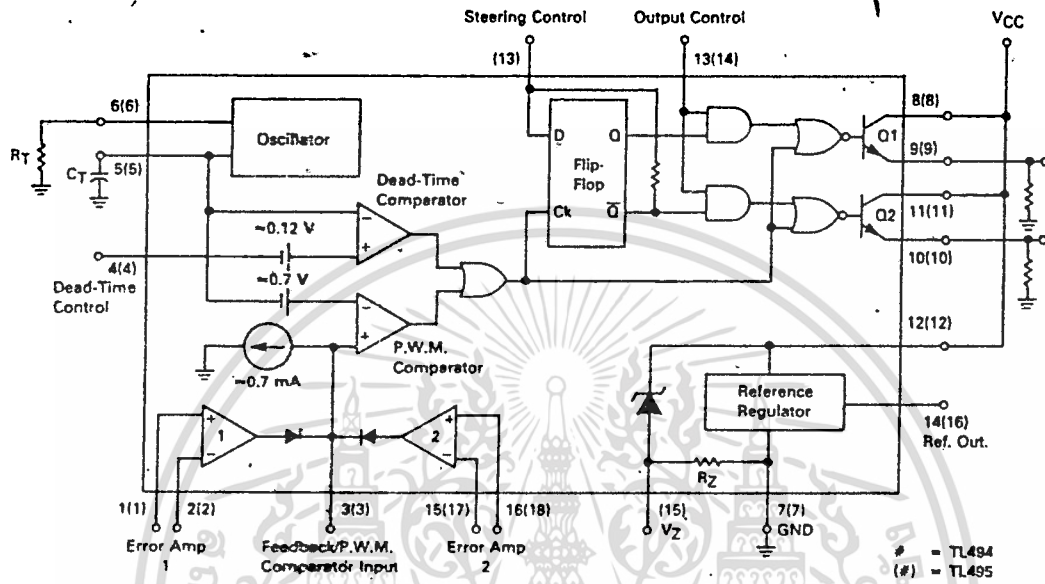 Steering Control
Output Control
VCC
(13)
13(14)
6(6)
8(8)
Oscillator
D
Q
Q1
RT
9(9)
CT
5(5)
Flip-
Flop
Dead-Time
Comparator
11(11)
Ck
Q̅
Q2
≈0.12 V
10(10)
4(4)
≈0.7 V
Dead-Time
Control
12(12)
P.W.M.
Comparator
≈0.7 mA
Reference
Regulator
14(16)
Ref. Out.
1
2
RZ
1(1)
2(2)
3(3)
15(17)
16(18)
(15)
7(7)
VZ
GND
Error Amp
1
Feedback/P.W.M.
Comparator Input
Error Amp
2
# = TL494
(#) = TL495